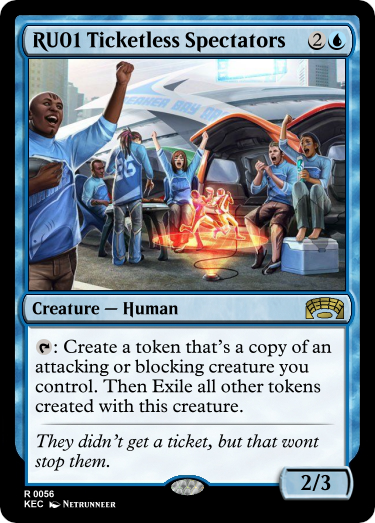 RU01 Ticketless Spectators 2
Creature — Human
: Create a token that's a copy of an
attacking or blocking creature you
control. Then Exile all other tokens
created with this creature.
They didn't get a ticket, but that wont
stop them.
2/3
R 0056
KEC Netrunneer